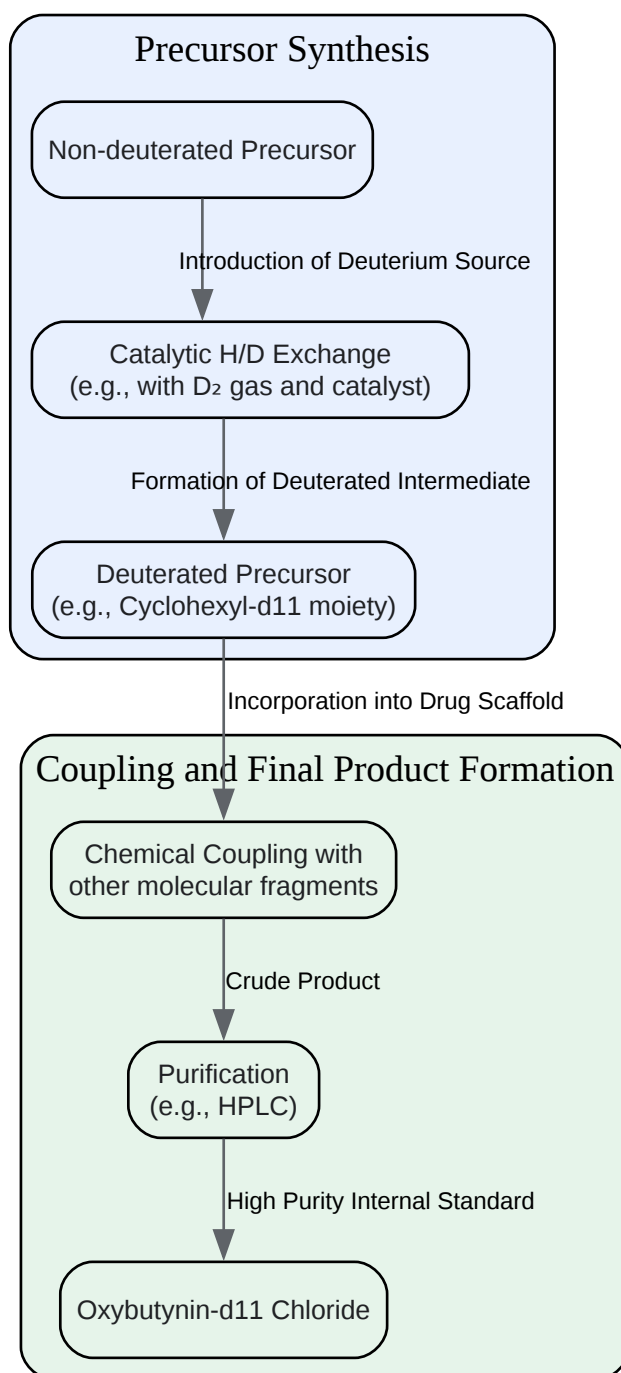 Precursor Synthesis
Non-deuterated Precursor
Introduction of Deuterium Source
Catalytic H/D Exchange
(e.g., with D₂ gas and catalyst)
Formation of Deuterated Intermediate
Deuterated Precursor
(e.g., Cyclohexyl-d11 moiety)
Incorporation into Drug Scaffold
Coupling and Final Product Formation
Chemical Coupling with
other molecular fragments
Crude Product
Purification
(e.g., HPLC)
High Purity Internal Standard
Oxybutynin-d11 Chloride